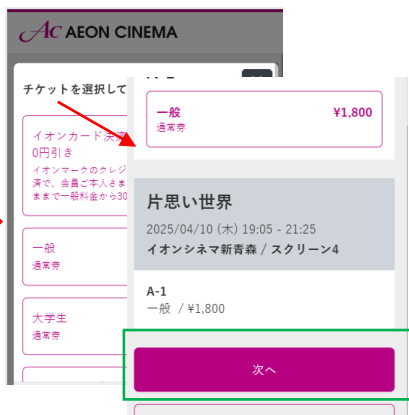 AC AEON CINEMA
チケットを選択して
イオンカード決済
0円引き
イオンマークのクレジ
済で、会員ご本人さま
ままで一般料金から30
一般
通常券
大学生
通常券
一般 ¥1,800
通常券
片思い世界
2025/04/10 (木) 19:05 - 21:25
イオンシネマ新青森 / スクリーン4
A-1
一般 / ¥1,800
次へ